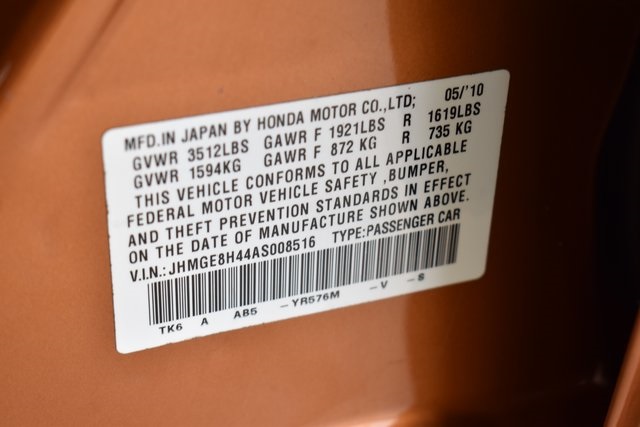 MFD.IN JAPAN BY HONDA MOTOR CO.,LTD; 05/'10
GVWR 3512LBS GAWR F 1921LBS R 1619LBS
GVWR 1594KG GAWR F 872 KG R 735 KG
THIS VEHICLE CONFORMS TO ALL APPLICABLE
FEDERAL MOTOR VEHICLE SAFETY ,BUMPER,
AND THEFT PREVENTION STANDARDS IN EFFECT
ON THE DATE OF MANUFACTURE SHOWN ABOVE.
V.I.N.: JHMGE8H44AS008516 TYPE:PASSENGER CAR
TK6 A AB5 -YR576M -V -S